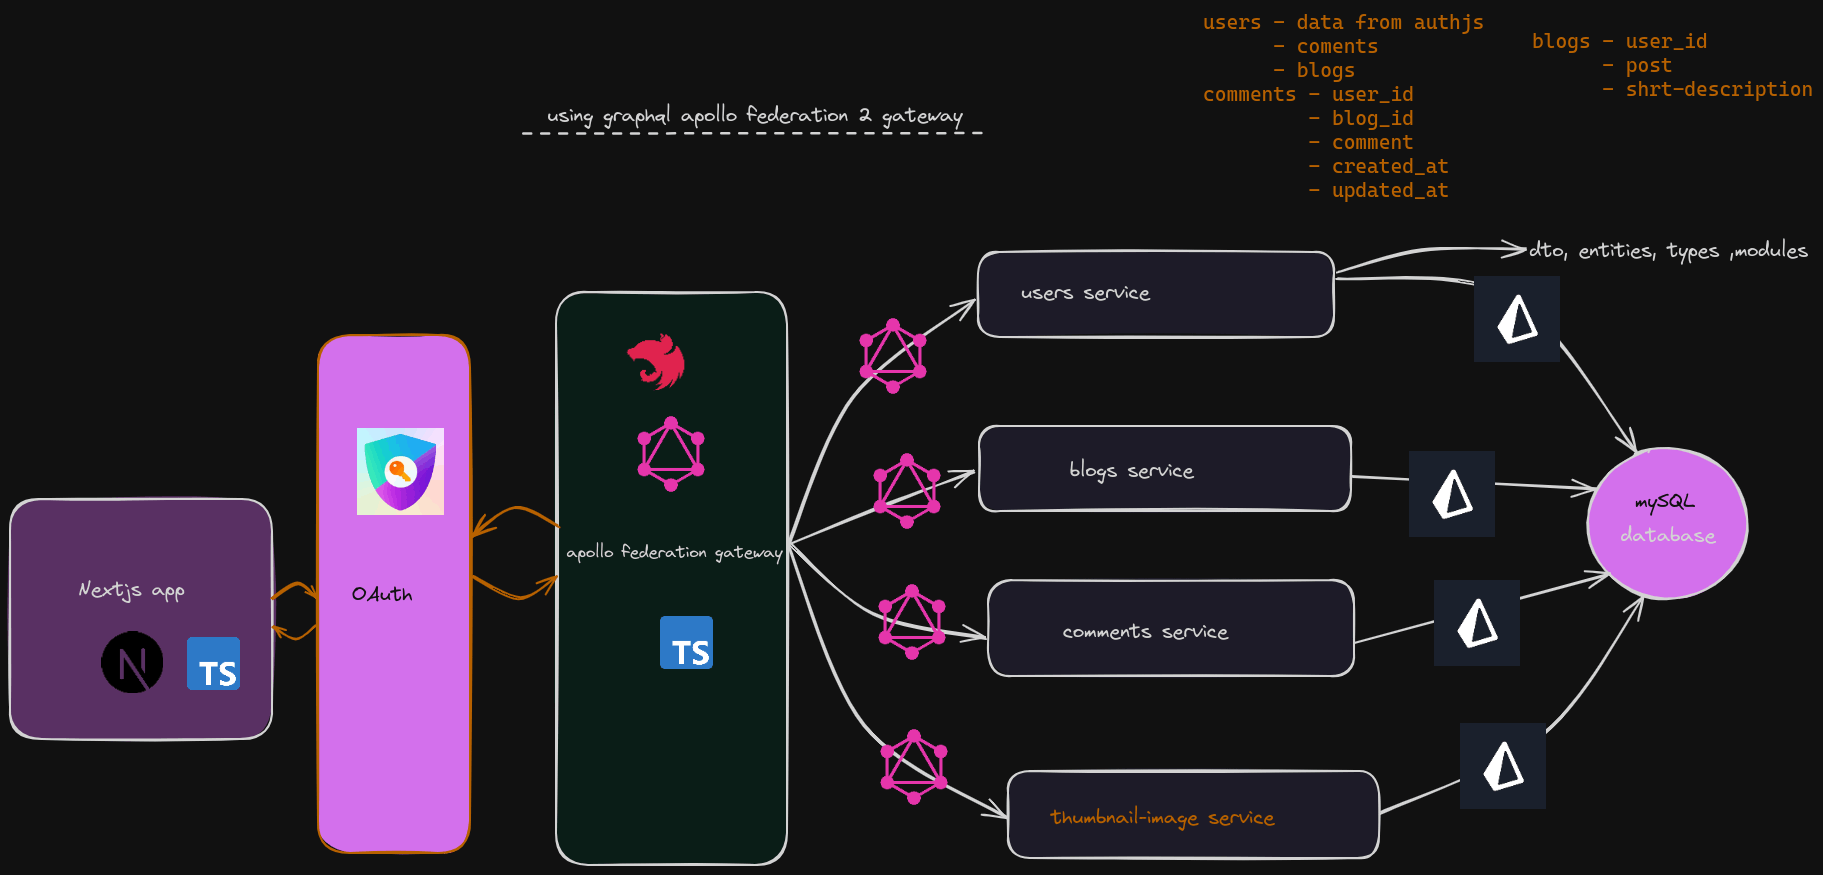 users - data from authjs
- coments
- blogs
comments - user_id
- blog_id
- comment
- created_at
- updated_at
blogs - user_id
- post
- shrt-description
using graphql apollo federation 2 gateway
dto, entities, types ,modules
users service
blogs service
mySQL
database
apollo federation gateway
Nextjs app
OAuth
comments service
N
TS
TS
thumbnail-image service